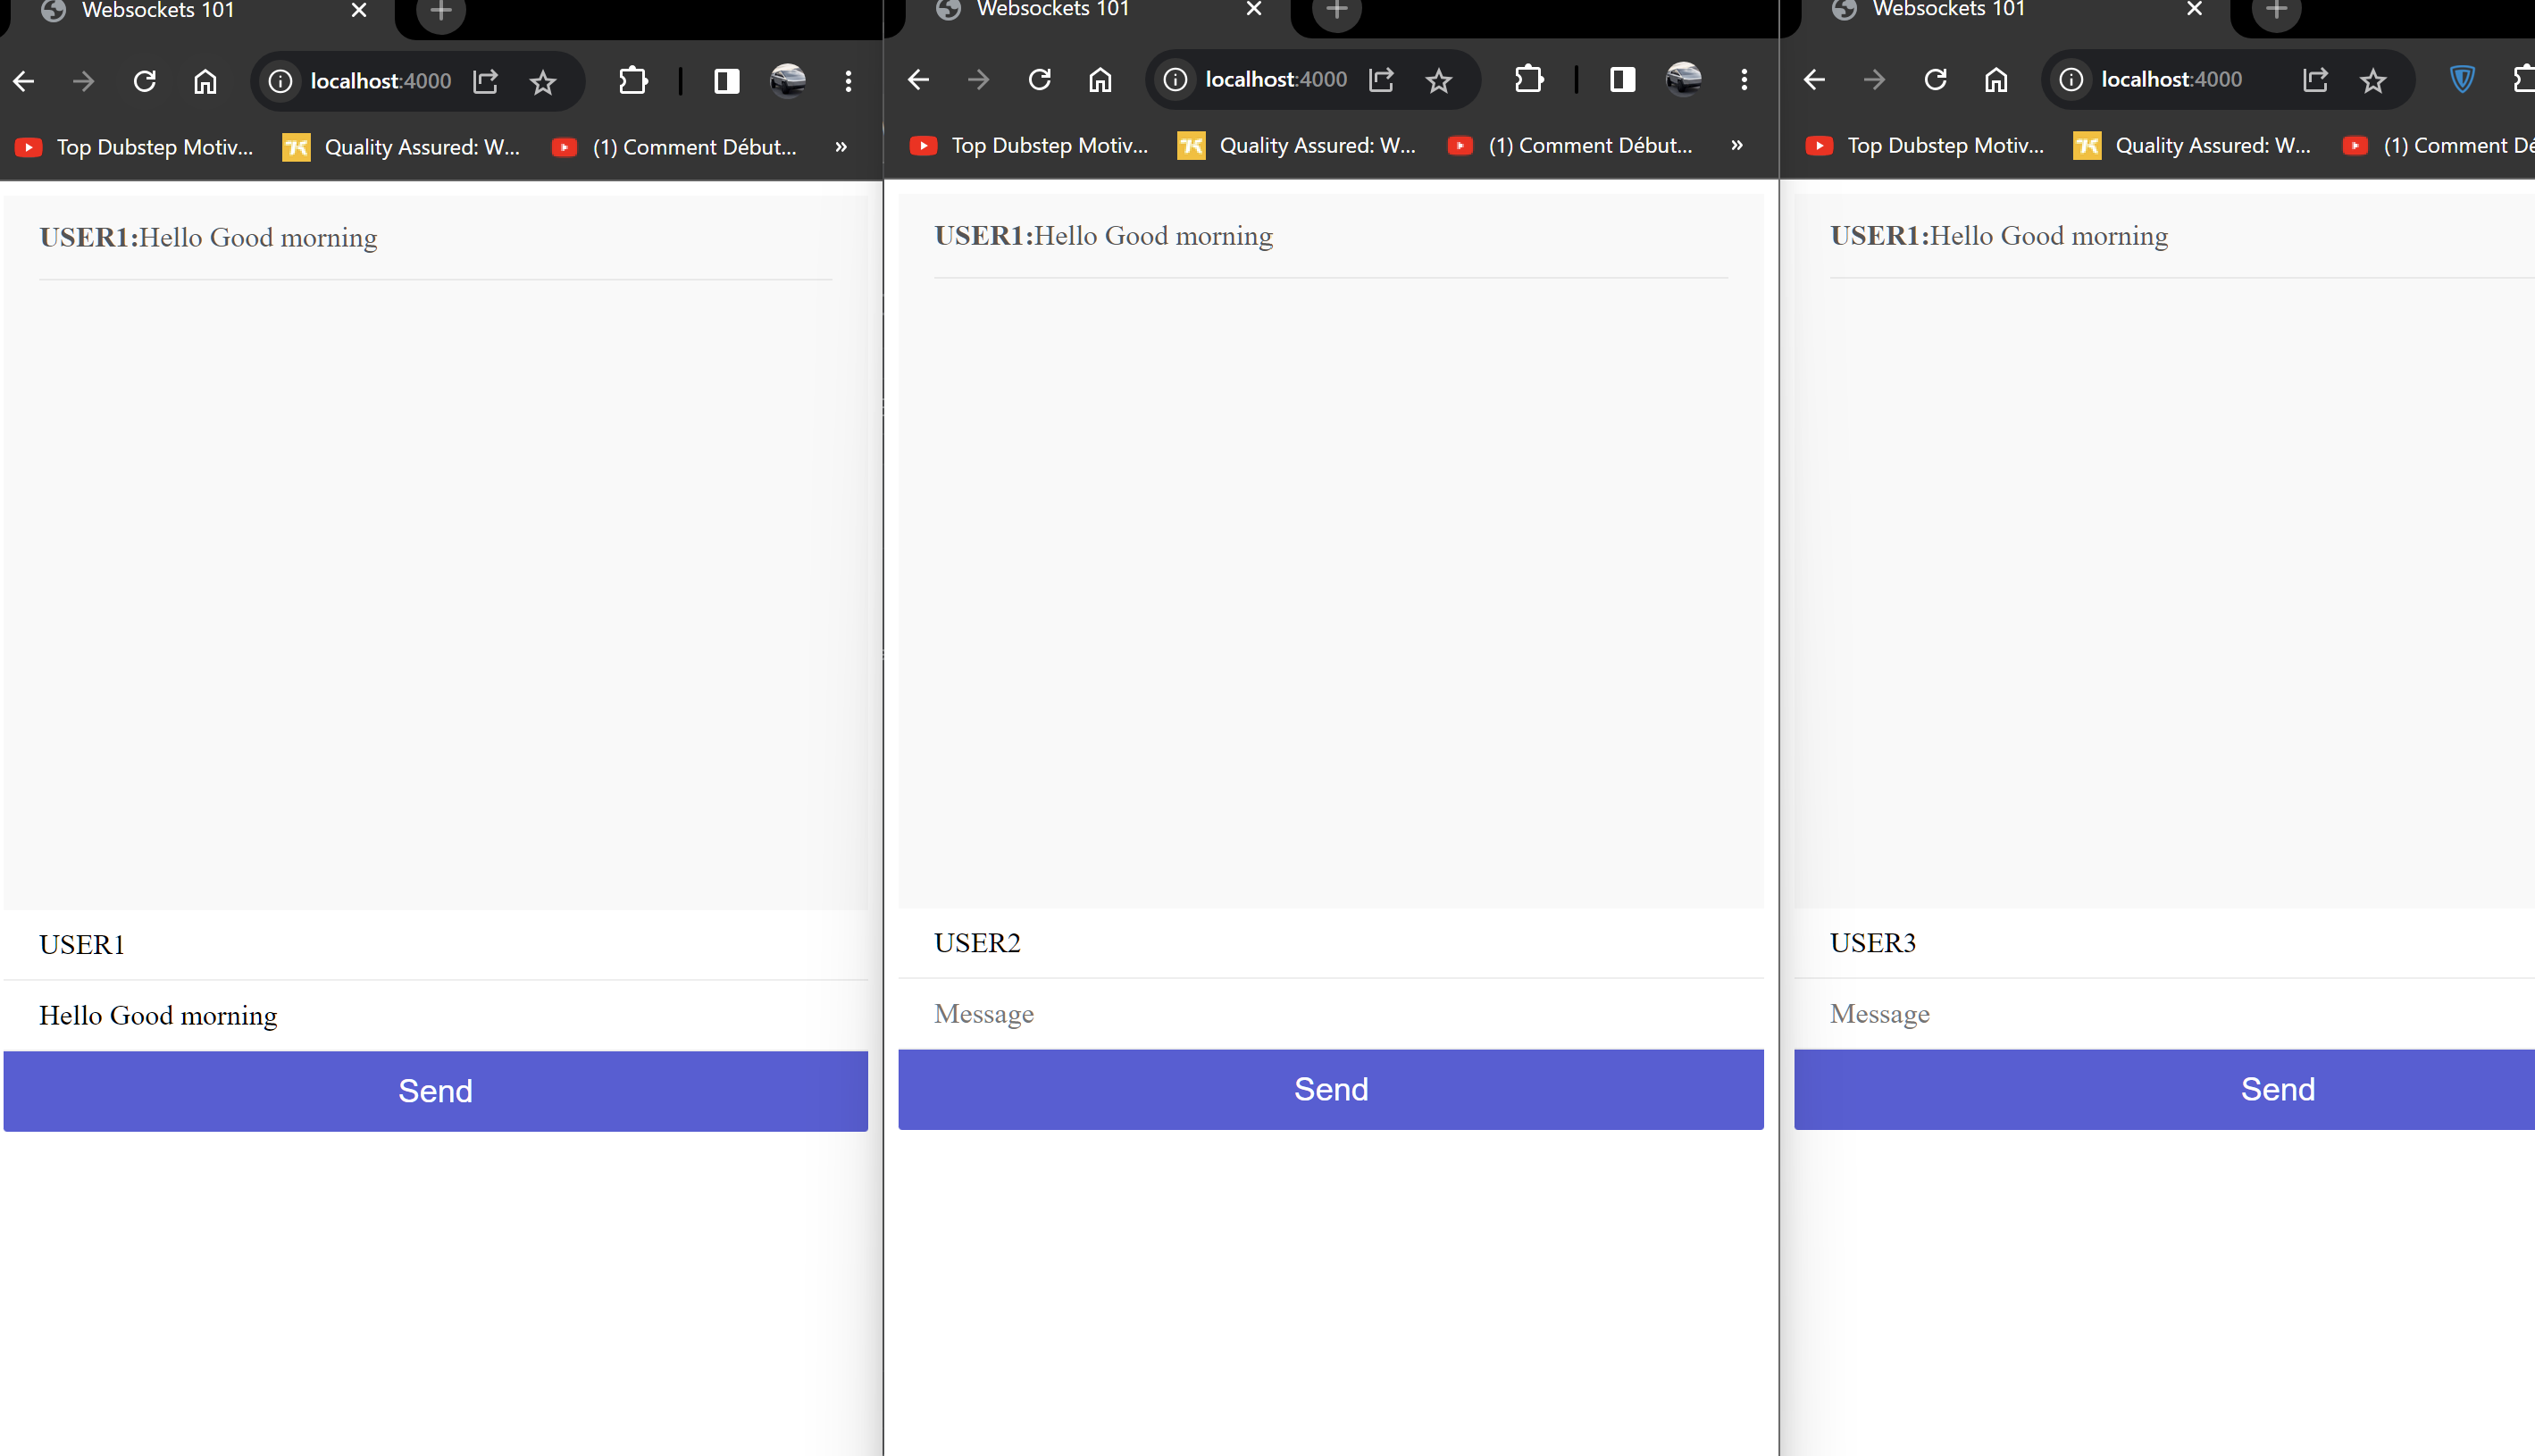 Websockets 101
localhost:4000
Top Dubstep Motiv...
Quality Assured: W...
(1) Comment Début...
»
USER1:Hello Good morning
USER1
Hello Good morning
Send
Websockets 101
localhost:4000
Top Dubstep Motiv...
Quality Assured: W...
(1) Comment Début...
»
USER1:Hello Good morning
USER2
Message
Send
Websockets 101
localhost:4000
Top Dubstep Motiv...
Quality Assured: W...
(1) Comment Dé
USER1:Hello Good morning
USER3
Message
Send